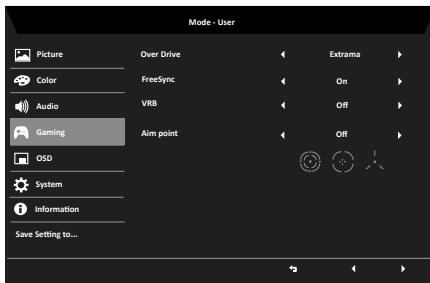 Mode - User
Picture
Over Drive Extrama
Color
FreeSync On
Audio
VRB Off
Gaming
Aim point Off
OSD
System
Information
Save Setting to...